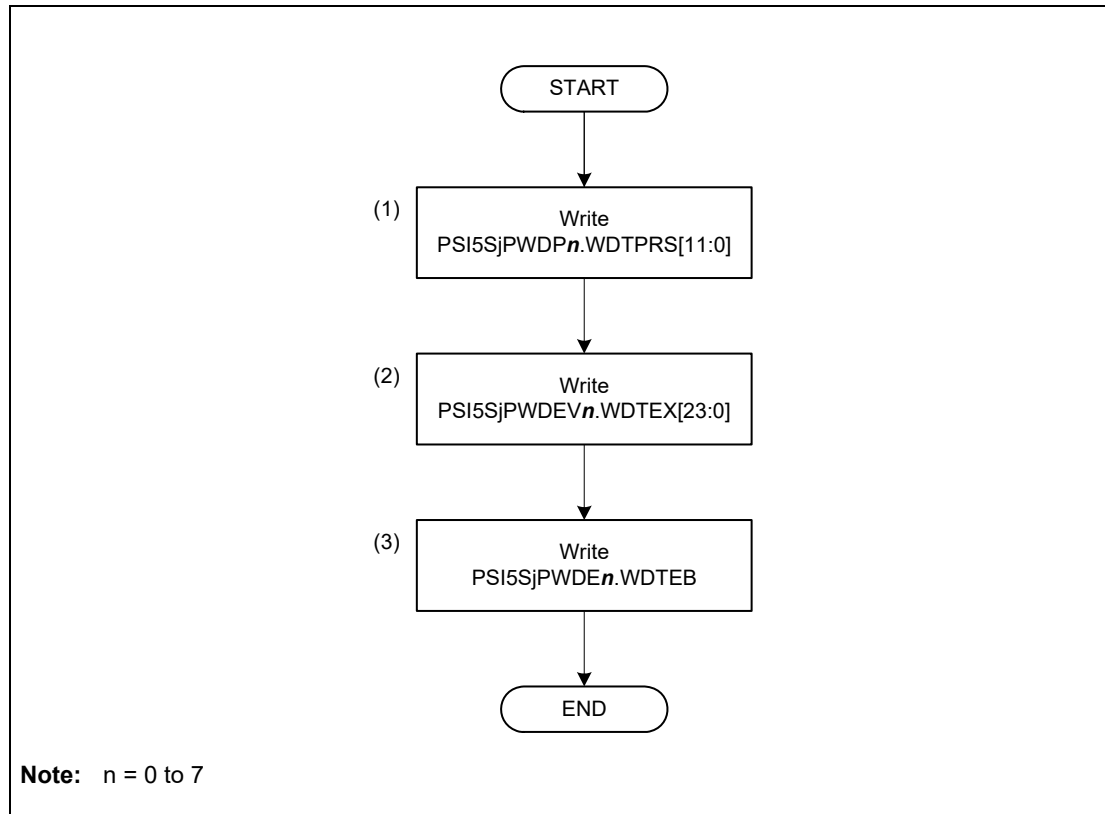 START
(1)
Write
PSI5SjPWDPn.WDTPRS[11:0]
(2)
Write
PSI5SjPWDEVn.WDTEX[23:0]
(3)
Write
PSI5SjPWDEn.WDTEB
END
Note: n = 0 to 7